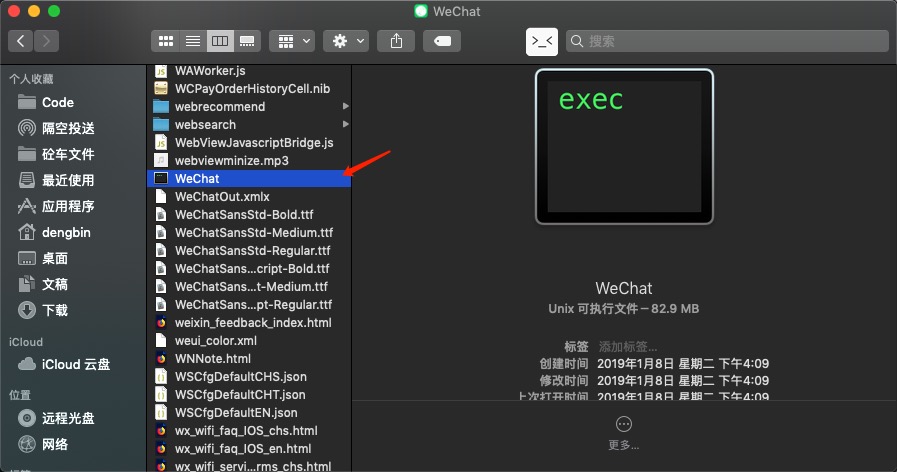 WeChat
>_<
搜索
个人收藏
Code
隔空投送
砼车文件
最近使用
应用程序
dengbin
桌面
文稿
下载
iCloud
iCloud 云盘
位置
远程光盘
网络
WAWorker.js
WCPayOrderHistoryCell.nib
webrecommend
websearch
WebViewJavascriptBridge.js
webviewminize.mp3
WeChat
WeChatOut.xmlx
WeChatSansStd-Bold.ttf
WeChatSansStd-Medium.ttf
WeChatSansStd-Regular.ttf
WeChatSans...cript-Bold.ttf
WeChatSans...t-Medium.ttf
WeChatSans...pt-Regular.ttf
weixin_feedback_index.html
weui_color.xml
WNNote.html
WSCfgDefaultCHS.json
WSCfgDefaultCHT.json
WSCfgDefaultEN.json
wx_wifi_faq_IOS_chs.html
wx_wifi_faq_IOS_en.html
wx_wifi_servi...rms_chs.html
exec
WeChat
Unix 可执行文件－82.9 MB
标签 添加标签...
创建时间 2019年1月8日 星期二 下午4:09
修改时间 2019年1月8日 星期二 下午4:09
上次打开时间 2019年1月8日 星期二 下午4:09
更多...